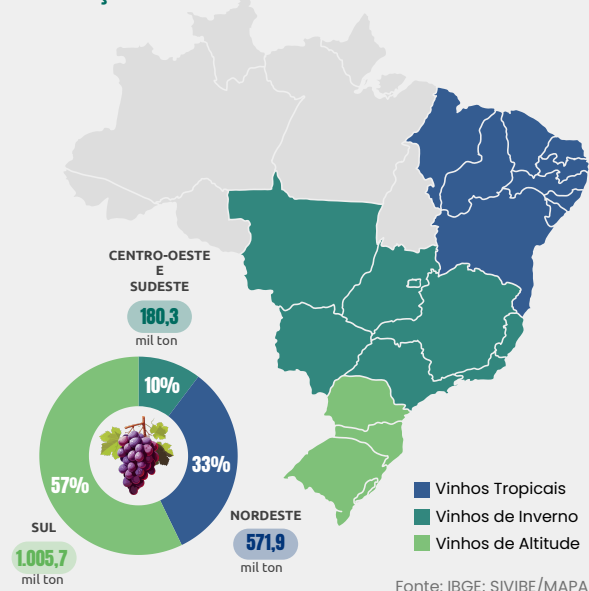 CENTRO-OESTE
E
SUDESTE
180,3
mil ton
10%
33%
57%
SUL
1.005,7
mil ton
NORDESTE
571,9
mil ton
Vinhos Tropicais
Vinhos de Inverno
Vinhos de Altitude
Fonte: IBGE; SIVIBE/MAPA